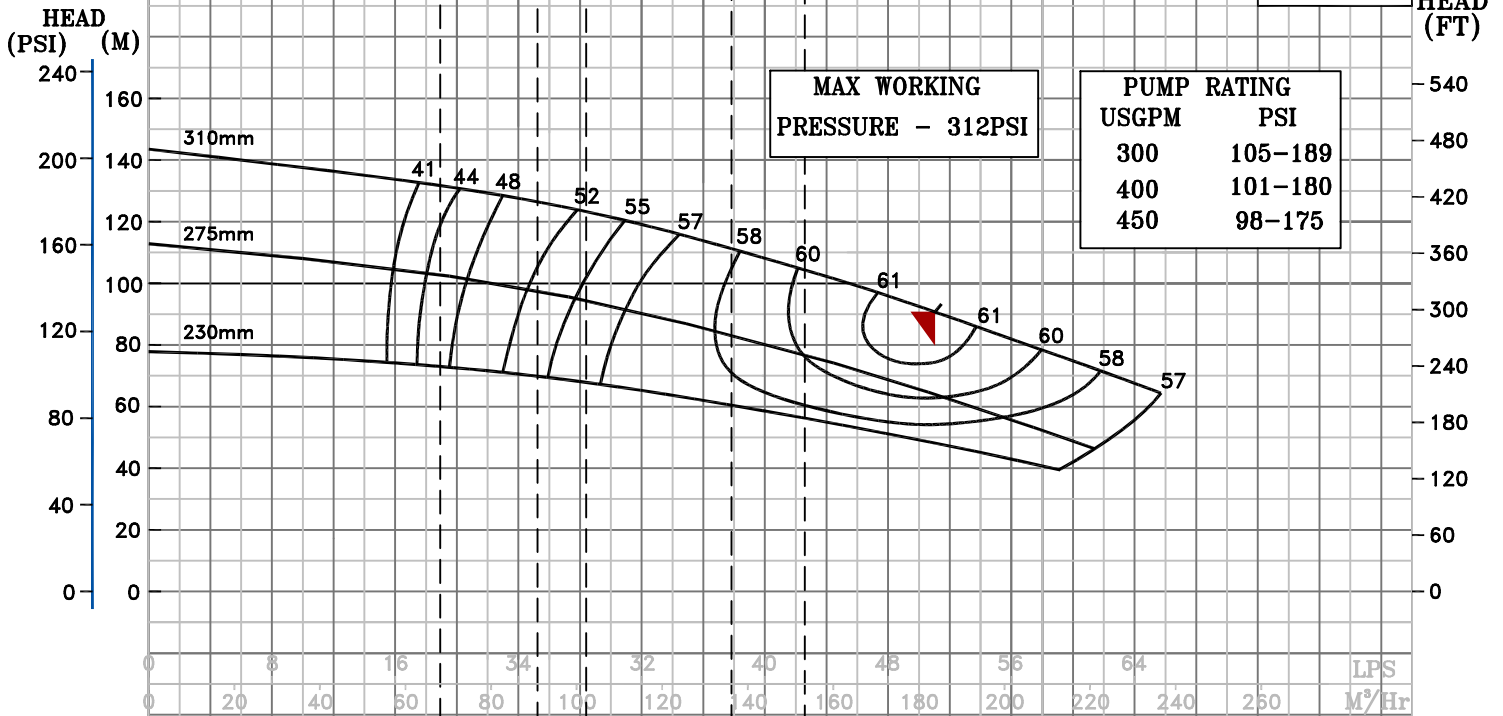 HEAD
(PSI) (M)
HEAD
(FT)
240
200
160
120
80
40
0
160
140
120
100
80
60
40
20
0
540
480
420
360
300
240
180
120
60
0
MAX WORKING
PRESSURE - 312PSI
PUMP RATING
USGPM PSI
300 105-189
400 101-180
450 98-175
310mm
275mm
230mm
41 44 48 52 55 57 58 60 61 61 60 58 57
0 8 16 34 32 40 48 56 64 LPS
0 20 40 60 80 100 120 140 160 180 200 220 240 260 M³/Hr